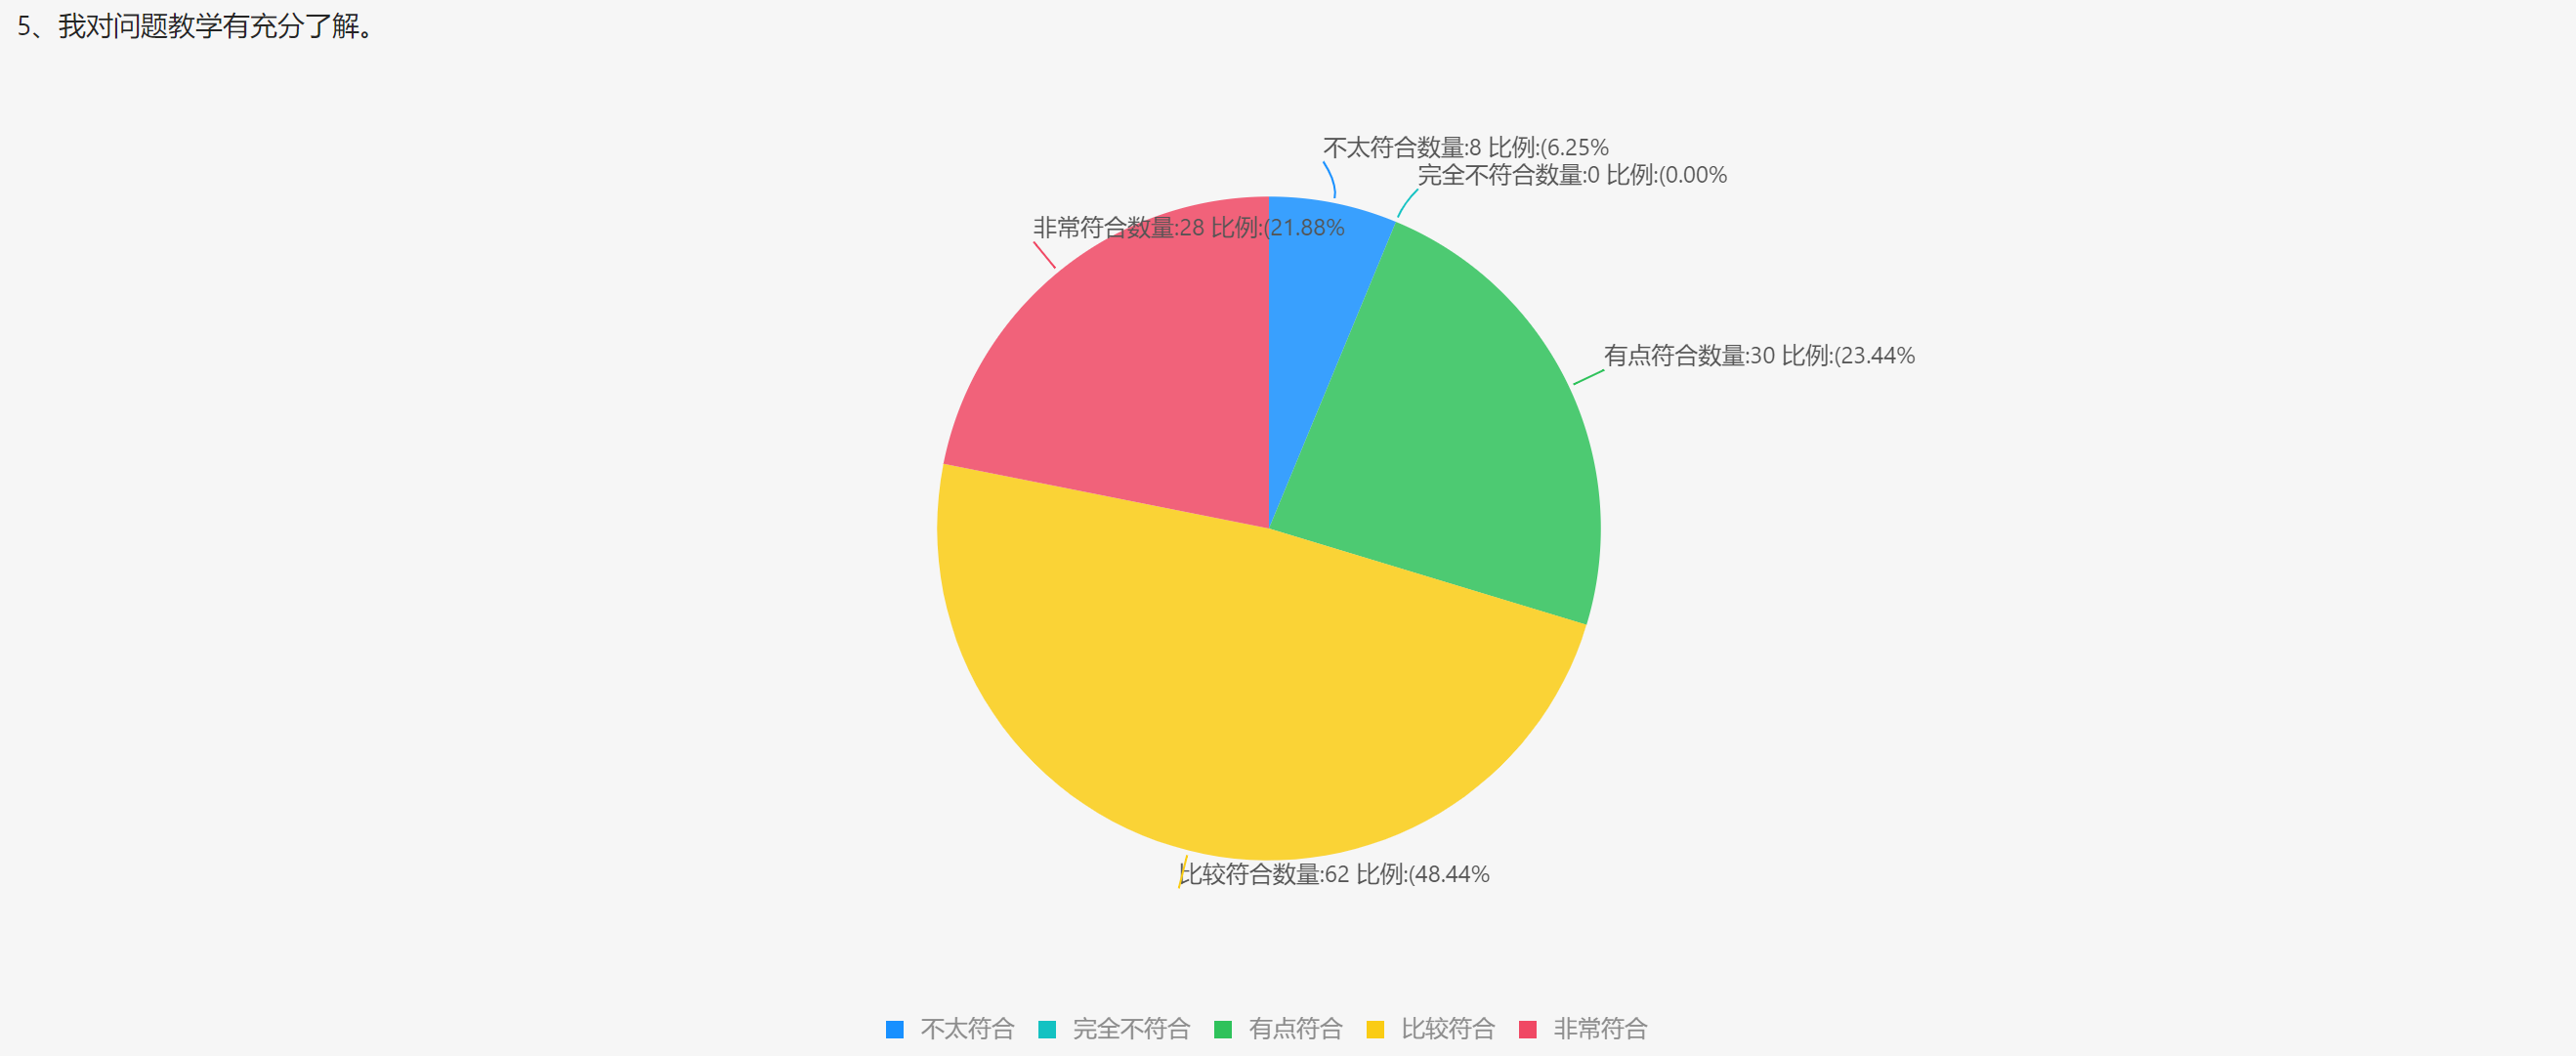 5、我对问题教学有充分了解。
不太符合数量:8 比例:(6.25%
完全不符合数量:0 比例:(0.00%
非常符合数量:28 比例:(21.88%
有点符合数量:30 比例:(23.44%
比较符合数量:62 比例:(48.44%
不太符合 完全不符合 有点符合 比较符合 非常符合